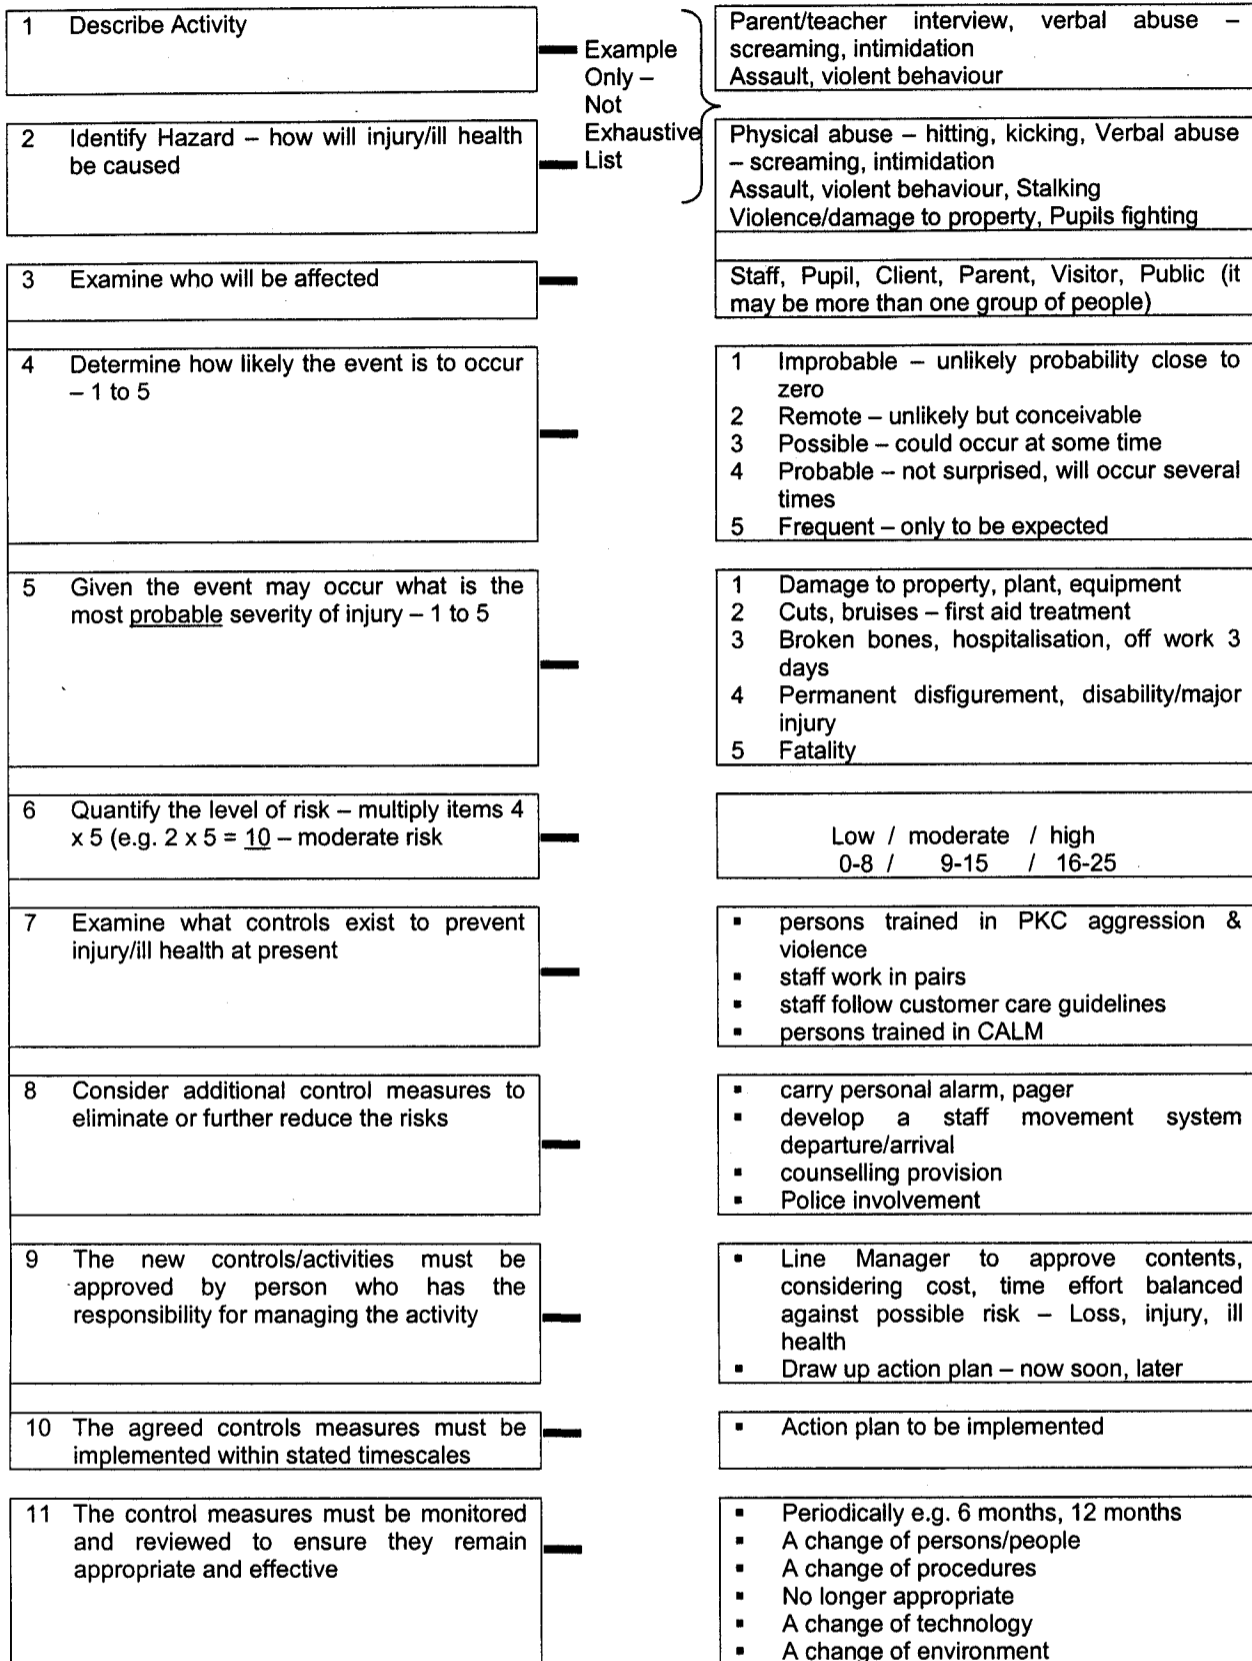 1 Describe Activity
Example
Only –
Not
Exhaustive
List
Parent/teacher interview, verbal abuse –
screaming, intimidation
Assault, violent behaviour
2 Identify Hazard – how will injury/ill health
be caused
Physical abuse – hitting, kicking, Verbal abuse
– screaming, intimidation
Assault, violent behaviour, Stalking
Violence/damage to property, Pupils fighting
3 Examine who will be affected
Staff, Pupil, Client, Parent, Visitor, Public (it
may be more than one group of people)
4 Determine how likely the event is to occur
– 1 to 5
1 Improbable – unlikely probability close to
zero
2 Remote – unlikely but conceivable
3 Possible – could occur at some time
4 Probable – not surprised, will occur several
times
5 Frequent – only to be expected
5 Given the event may occur what is the
most probable severity of injury – 1 to 5
1 Damage to property, plant, equipment
2 Cuts, bruises – first aid treatment
3 Broken bones, hospitalisation, off work 3
days
4 Permanent disfigurement, disability/major
injury
5 Fatality
6 Quantify the level of risk – multiply items 4
x 5 (e.g. 2 x 5 = 10 – moderate risk
Low / moderate / high
0-8 / 9-15 / 16-25
7 Examine what controls exist to prevent
injury/ill health at present
▪ persons trained in PKC aggression &
violence
▪ staff work in pairs
▪ staff follow customer care guidelines
▪ persons trained in CALM
8 Consider additional control measures to
eliminate or further reduce the risks
▪ carry personal alarm, pager
▪ develop a staff movement system
departure/arrival
▪ counselling provision
▪ Police involvement
9 The new controls/activities must be
approved by person who has the
responsibility for managing the activity
▪ Line Manager to approve contents,
considering cost, time effort balanced
against possible risk – Loss, injury, ill
health
▪ Draw up action plan – now soon, later
10 The agreed controls measures must be
implemented within stated timescales
▪ Action plan to be implemented
11 The control measures must be monitored
and reviewed to ensure they remain
appropriate and effective
▪ Periodically e.g. 6 months, 12 months
▪ A change of persons/people
▪ A change of procedures
▪ No longer appropriate
▪ A change of technology
▪ A change of environment